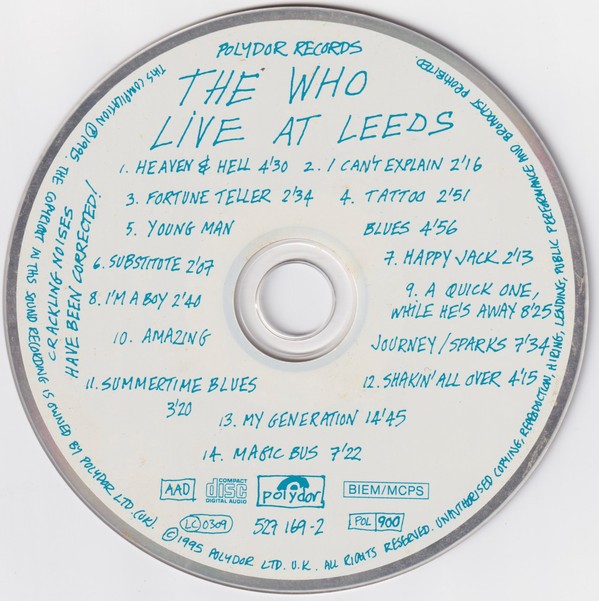 POLYDOR RECORDS
THE WHO
LIVE AT LEEDS
1. HEAVEN & HELL 4'30 2. I CAN'T EXPLAIN 2'16
3. FORTUNE TELLER 2'34 4. TATTOO 2'51
5. YOUNG MAN BLUES 4'56
6. SUBSTITUTE 2'07 7. HAPPY JACK 2'13
8. I'M A BOY 2'40 9. A QUICK ONE,
WHILE HE'S AWAY 8'25
10. AMAZING JOURNEY/SPARKS 7'34
11. SUMMERTIME BLUES 12. SHAKIN' ALL OVER 4'15
3'20
13. MY GENERATION 14'45
14. MAGIC BUS 7'22
CRACKLING NOISES
HAVE BEEN CORRECTED!
AAD COMPACT disc DIGITAL AUDIO polydor BIEM/MCPS
LC 0309 527 169-2 POL 900
THIS COMPILATION ℗ 1995. THE COPYRIGHT IN THIS SOUND RECORDING IS OWNED BY POLYDOR LTD. (UK).
© 1995 POLYDOR LTD. U.K. ALL RIGHTS RESERVED. UNAUTHORISED COPYING, REPRODUCTION, HIRING, LENDING, PUBLIC PERFORMANCE AND BROADCAST PROHIBITED.